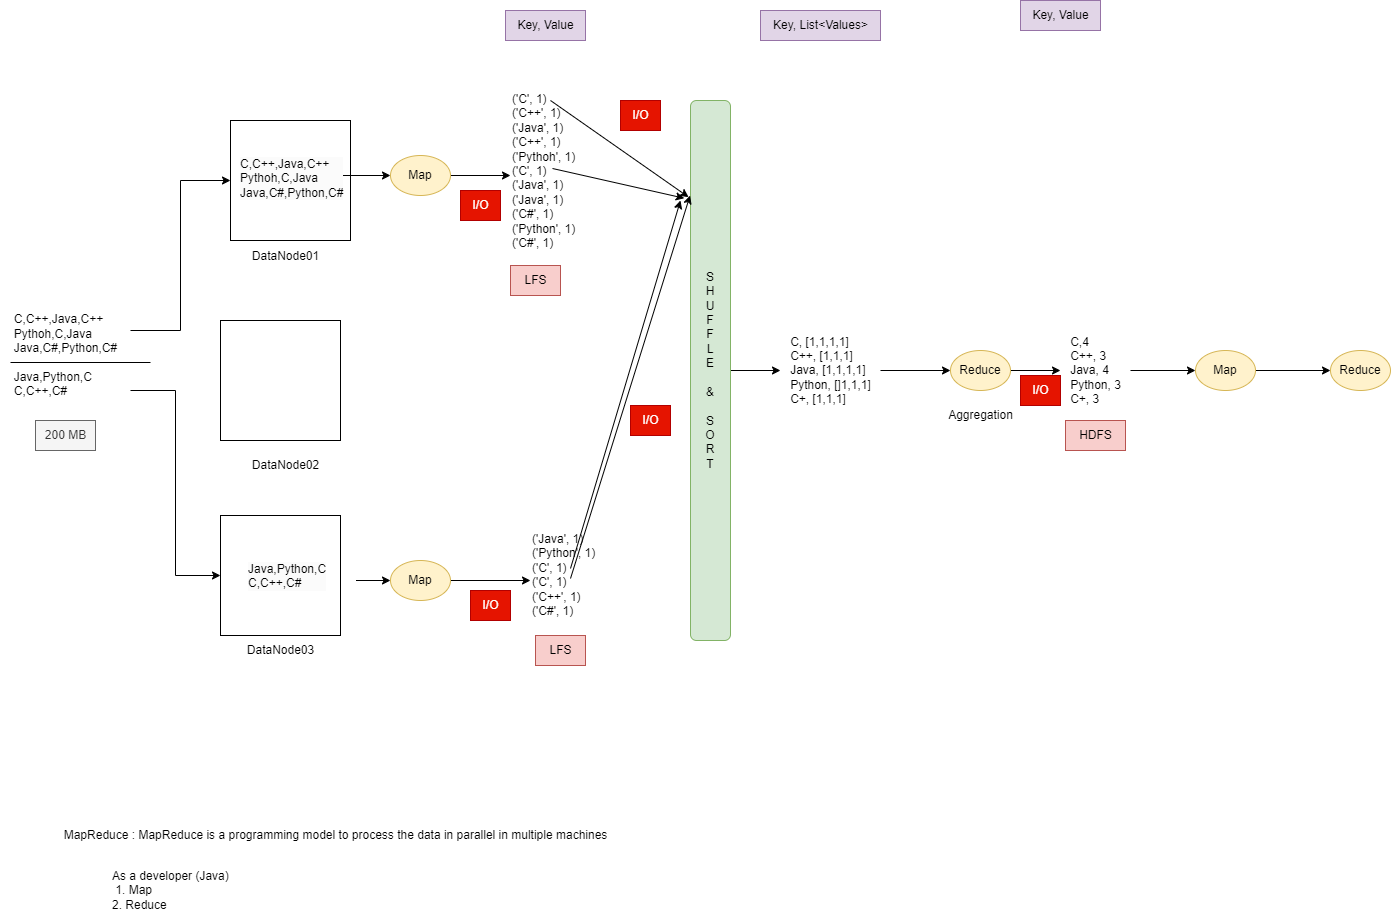 Key, Value
Key, List<Values>
Key, Value
('C', 1)
('C++', 1)
('Java', 1)
('C++', 1)
('Pythoh', 1)
('C', 1)
('Java', 1)
('Java', 1)
('C#', 1)
('Python', 1)
('C#', 1)
I/O
C,C++,Java,C++
Pythoh,C,Java
Java,C#,Python,C#
Map
I/O
DataNode01
LFS
C,C++,Java,C++
Pythoh,C,Java
Java,C#,Python,C#
Java,Python,C
C,C++,C#
200 MB
DataNode02
S
H
U
F
F
L
E
&
S
O
R
T
C, [1,1,1,1]
C++, [1,1,1]
Java, [1,1,1,1]
Python, []1,1,1]
C+, [1,1,1]
Reduce
Aggregation
I/O
C,4
C++, 3
Java, 4
Python, 3
C+, 3
HDFS
Map
Reduce
I/O
Java,Python,C
C,C++,C#
DataNode03
Map
I/O
('Java', 1)
('Python', 1)
('C', 1)
('C', 1)
('C++', 1)
('C#', 1)
LFS
MapReduce : MapReduce is a programming model to process the data in parallel in multiple machines
As a developer (Java)
1. Map
2. Reduce